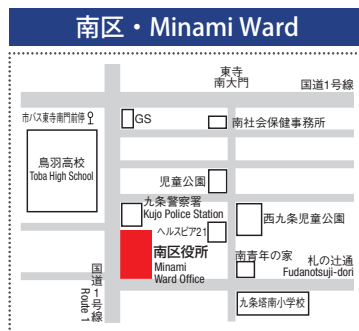 南区・Minami Ward
東寺
南大門
国道1号線
市バス東寺南門前停
GS
南社会保健事務所
鳥羽高校
Toba High School
児童公園
九条警察署
Kujo Police Station
ヘルスピア21
西九条児童公園
南区役所
Minami
Ward Office
南青年の家
札の辻通
Fudanotsuji-dori
国道1号線
Route 1
九条塔南小学校